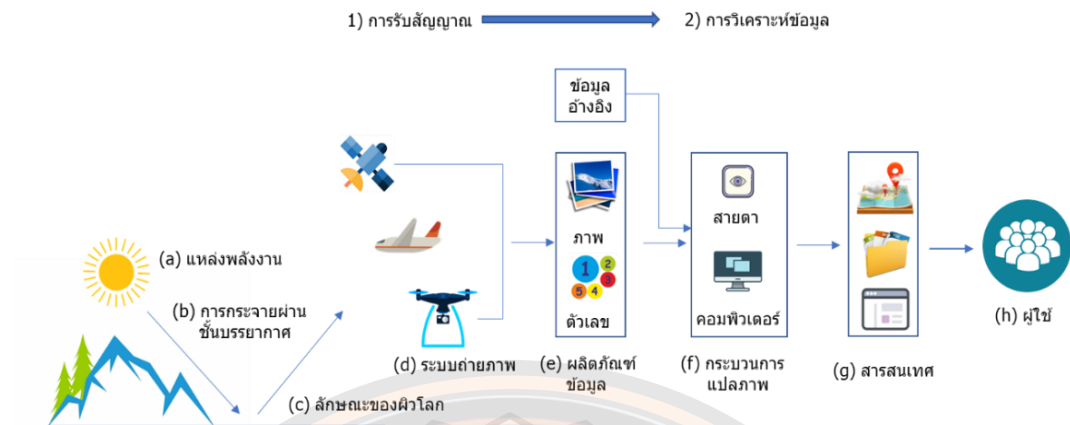 1) การรับสัญญาณ
2) การวิเคราะห์ข้อมูล
ข้อมูล
อ้างอิง
ภาพ
1
2
3
4
5
ตัวเลข
สายตา
คอมพิวเตอร์
(a) แหล่งพลังงาน
(b) การกระจายผ่าน
ชั้นบรรยากาศ
(c) ลักษณะของผิวโลก
(d) ระบบถ่ายภาพ
(e) ผลิตภัณฑ์
ข้อมูล
(f) กระบวนการ
แปลภาพ
(g) สารสนเทศ
(h) ผู้ใช้